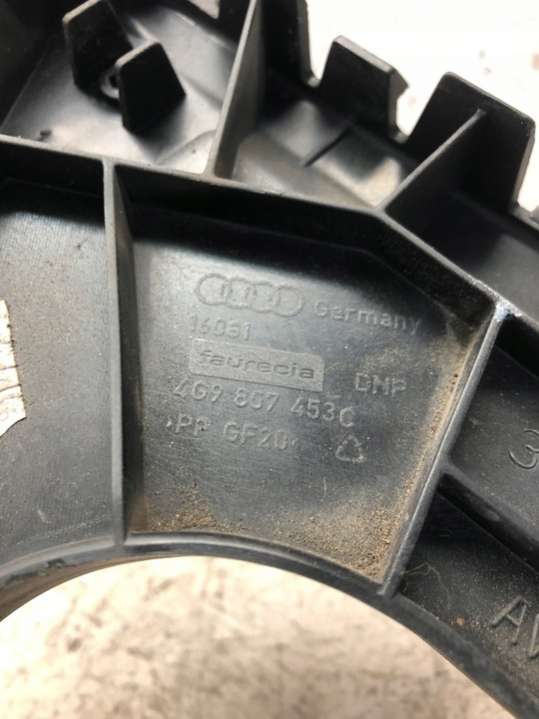 Germany
16051
faurecia
DNP
4G9 807 453C
>PP GF20<